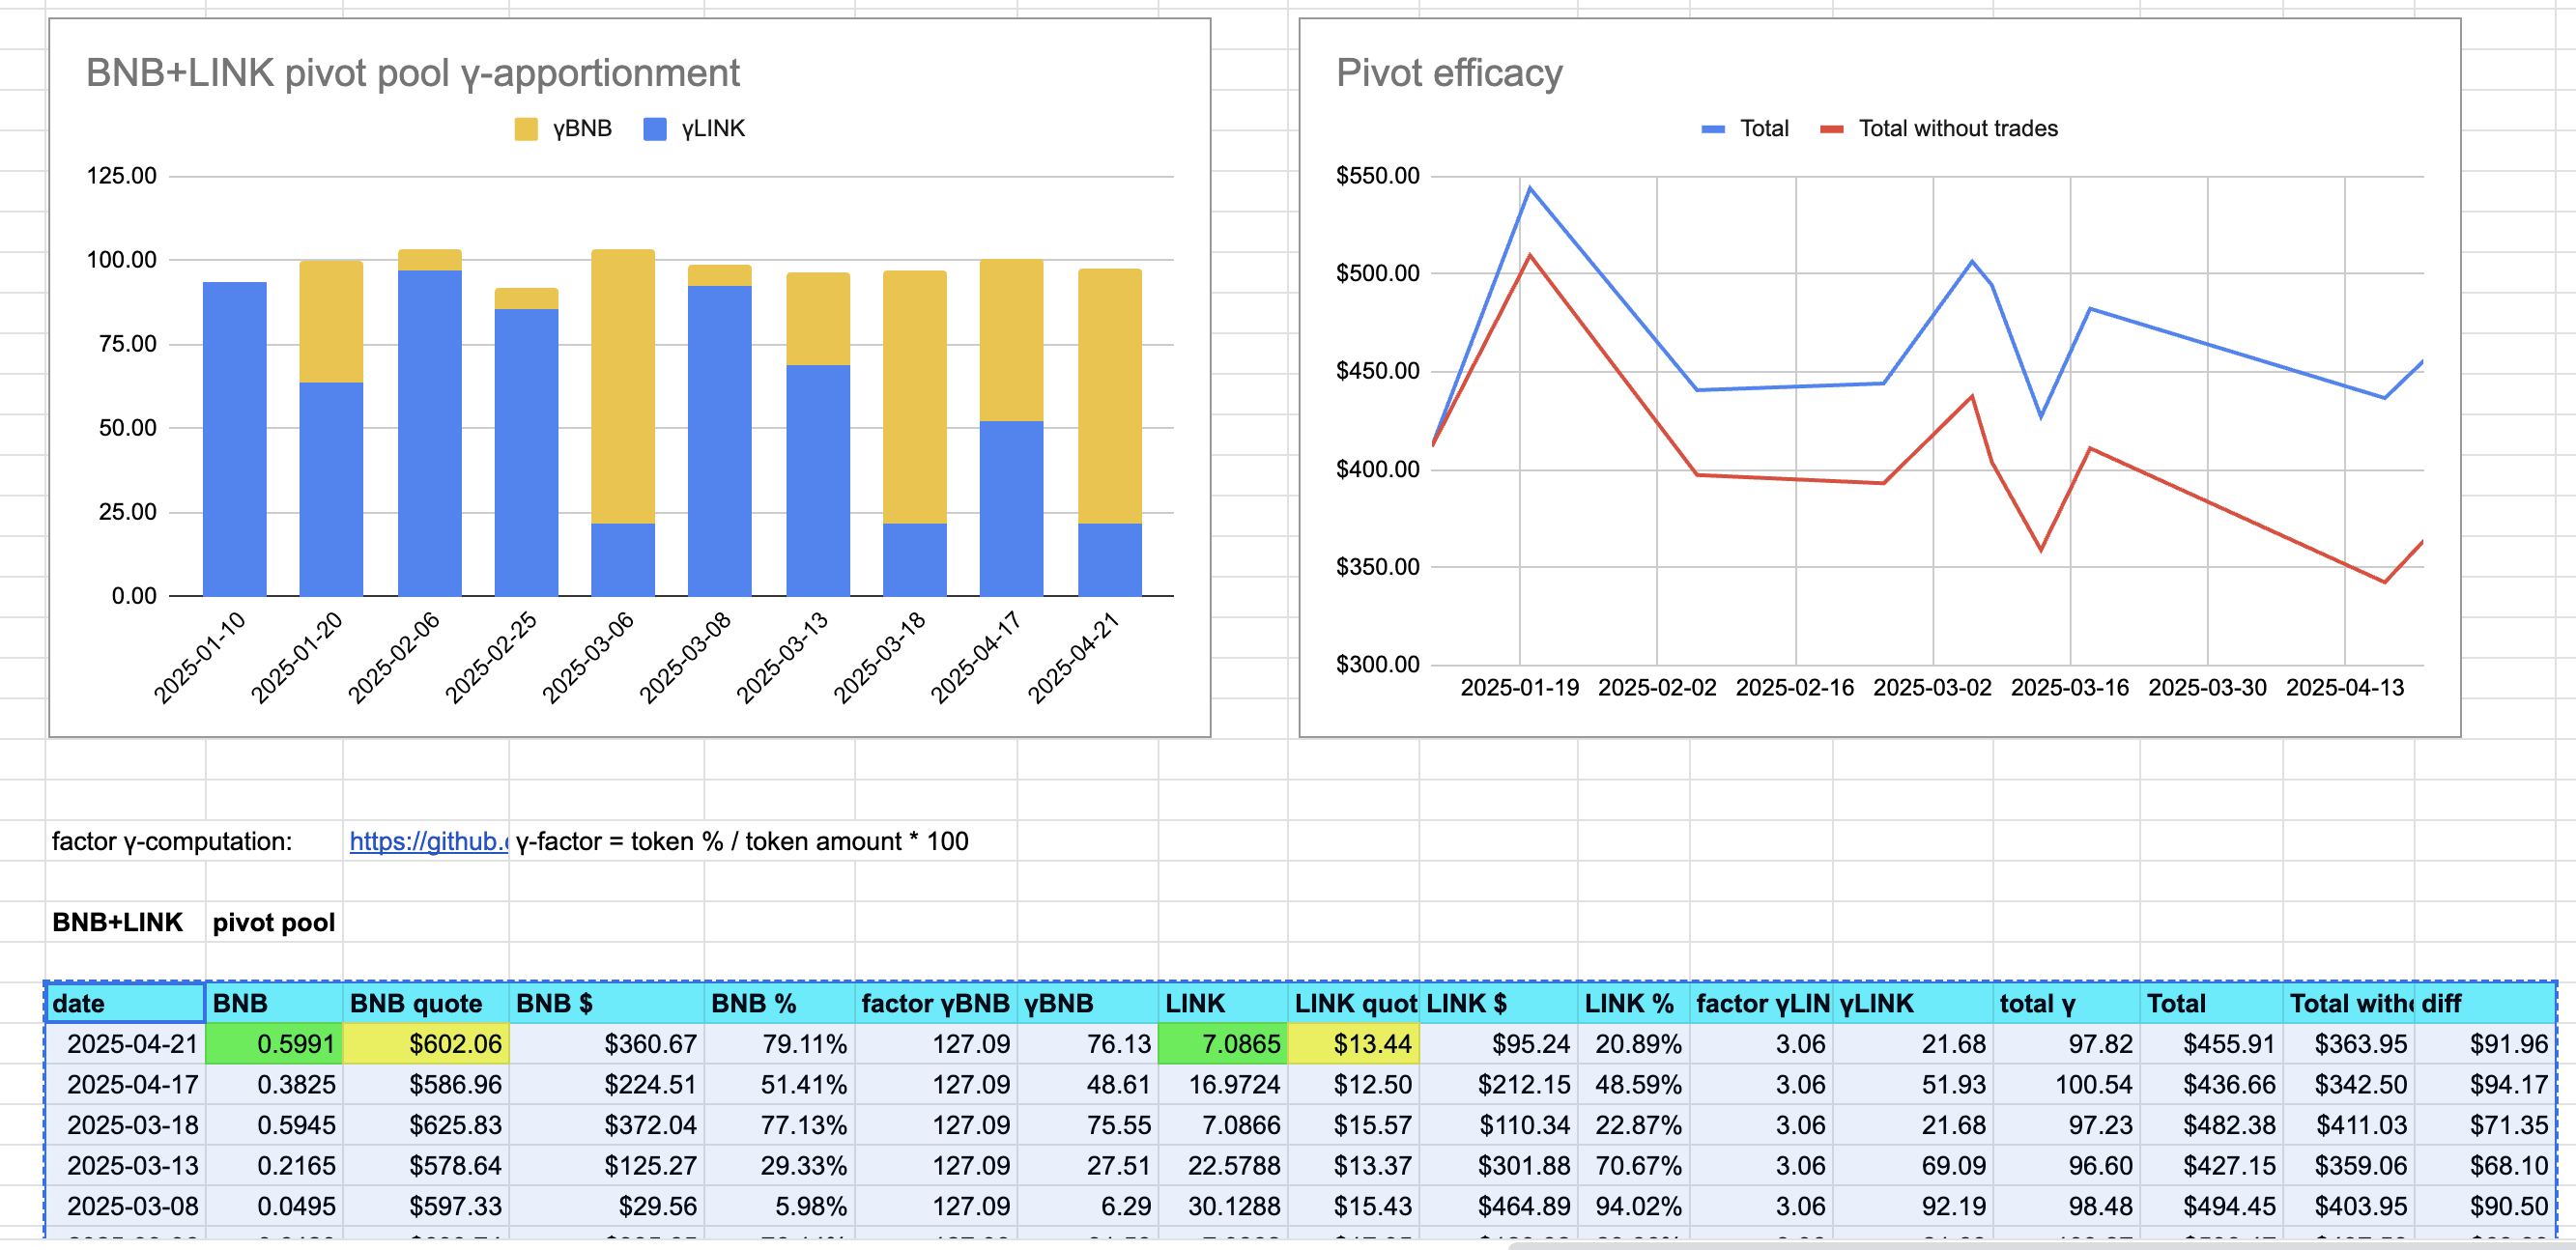 BNB+LINK pivot pool γ-apportionment
γBNB γLINK
125.00
100.00
75.00
50.00
25.00
0.00
2025-01-10 2025-01-20 2025-02-06 2025-02-25 2025-03-06 2025-03-08 2025-03-13 2025-03-18 2025-04-17 2025-04-21
Pivot efficacy
Total Total without trades
$550.00
$500.00
$450.00
$400.00
$350.00
$300.00
2025-01-19 2025-02-02 2025-02-16 2025-03-02 2025-03-16 2025-03-30 2025-04-13
factor γ-computation: https://github. γ-factor = token % / token amount * 100
BNB+LINK pivot pool
date BNB BNB quote BNB $ BNB % factor γBNB γBNB LINK LINK quot LINK $ LINK % factor γLIN γLINK total γ Total Total with diff
2025-04-21 0.5991 $602.06 $360.67 79.11% 127.09 76.13 7.0865 $13.44 $95.24 20.89% 3.06 21.68 97.82 $455.91 $363.95 $91.96
2025-04-17 0.3825 $586.96 $224.51 51.41% 127.09 48.61 16.9724 $12.50 $212.15 48.59% 3.06 51.93 100.54 $436.66 $342.50 $94.17
2025-03-18 0.5945 $625.83 $372.04 77.13% 127.09 75.55 7.0866 $15.57 $110.34 22.87% 3.06 21.68 97.23 $482.38 $411.03 $71.35
2025-03-13 0.2165 $578.64 $125.27 29.33% 127.09 27.51 22.5788 $13.37 $301.88 70.67% 3.06 69.09 96.60 $427.15 $359.06 $68.10
2025-03-08 0.0495 $597.33 $29.56 5.98% 127.09 6.29 30.1288 $15.43 $464.89 94.02% 3.06 92.19 98.48 $494.45 $403.95 $90.50